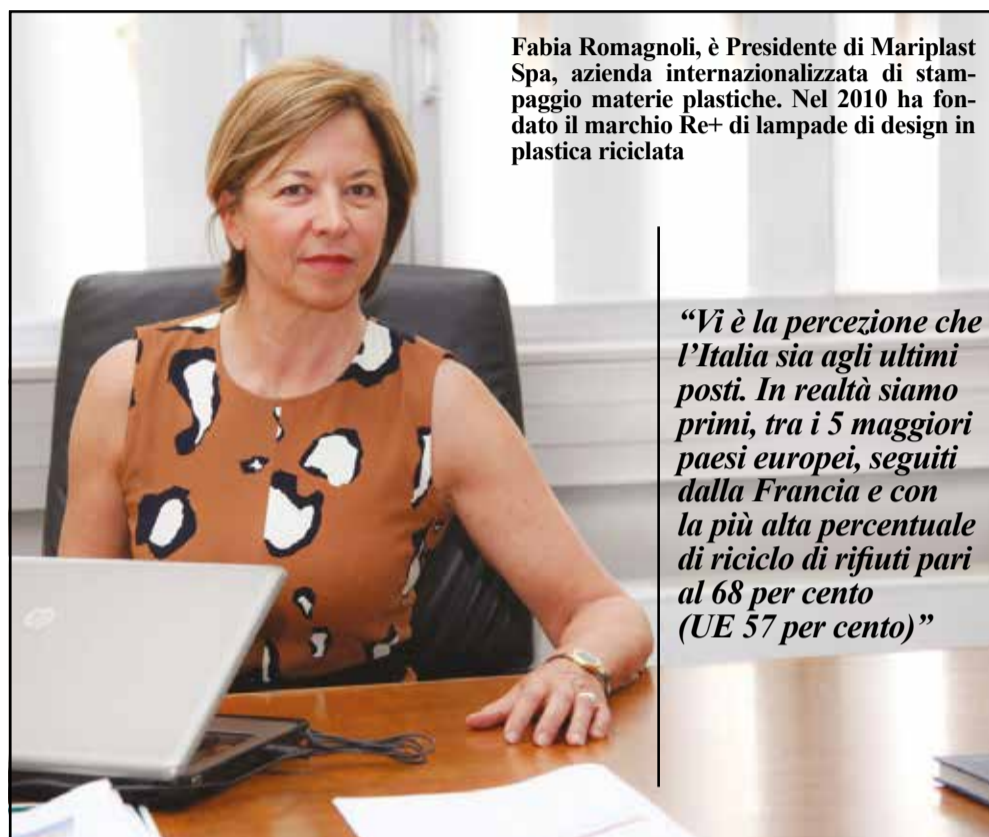 Fabia Romagnoli, è Presidente di Mariplast
Spa, azienda internazionalizzata di stam-
paggio materie plastiche. Nel 2010 ha fon-
dato il marchio Re+ di lampade di design in
plastica riciclata
“Vi è la percezione che
l’Italia sia agli ultimi
posti. In realtà siamo
primi, tra i 5 maggiori
paesi europei, seguiti
dalla Francia e con
la più alta percentuale
di riciclo di rifiuti pari
al 68 per cento
(UE 57 per cento)”